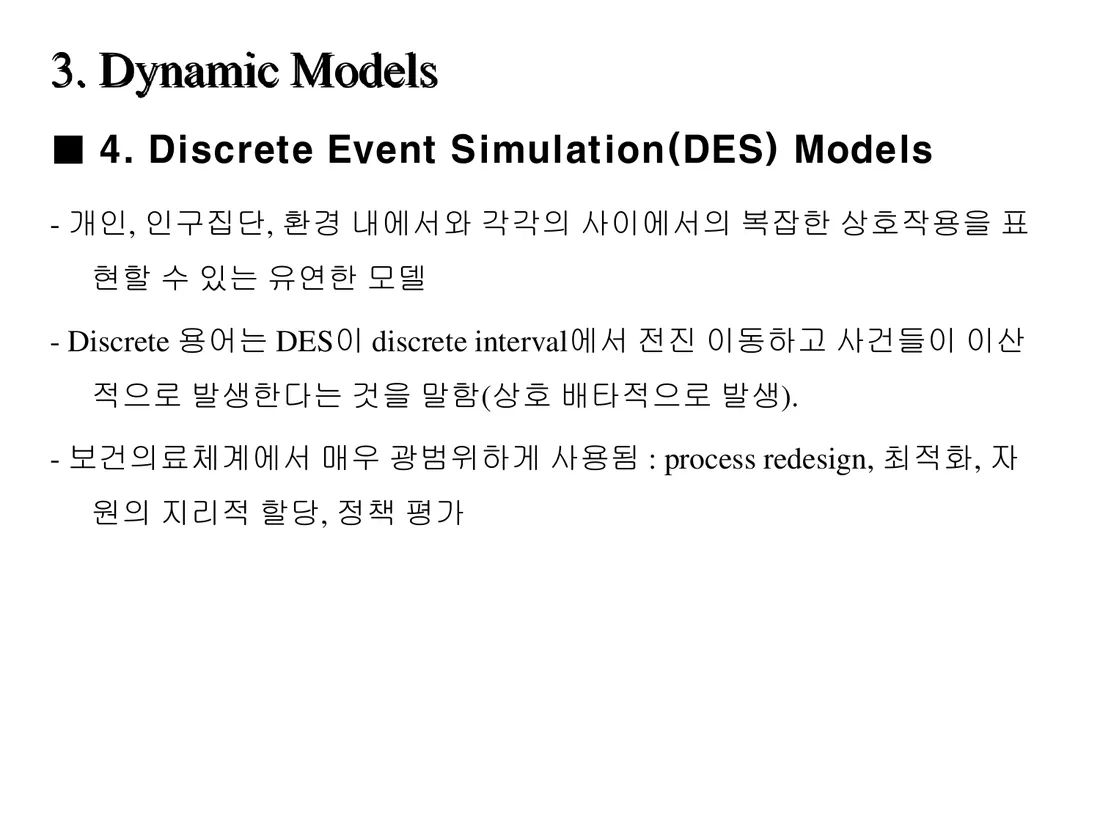 3. Dynamic Models
■ 4. Discrete Event Simulation(DES) Models
- 개인, 인구집단, 환경 내에서와 각각의 사이에서의 복잡한 상호작용을 표
현할 수 있는 유연한 모델
- Discrete 용어는 DES이 discrete interval에서 전진 이동하고 사건들이 이산
적으로 발생한다는 것을 말함(상호 배타적으로 발생).
- 보건의료체계에서 매우 광범위하게 사용됨 : process redesign, 최적화, 자
원의 지리적 할당, 정책 평가